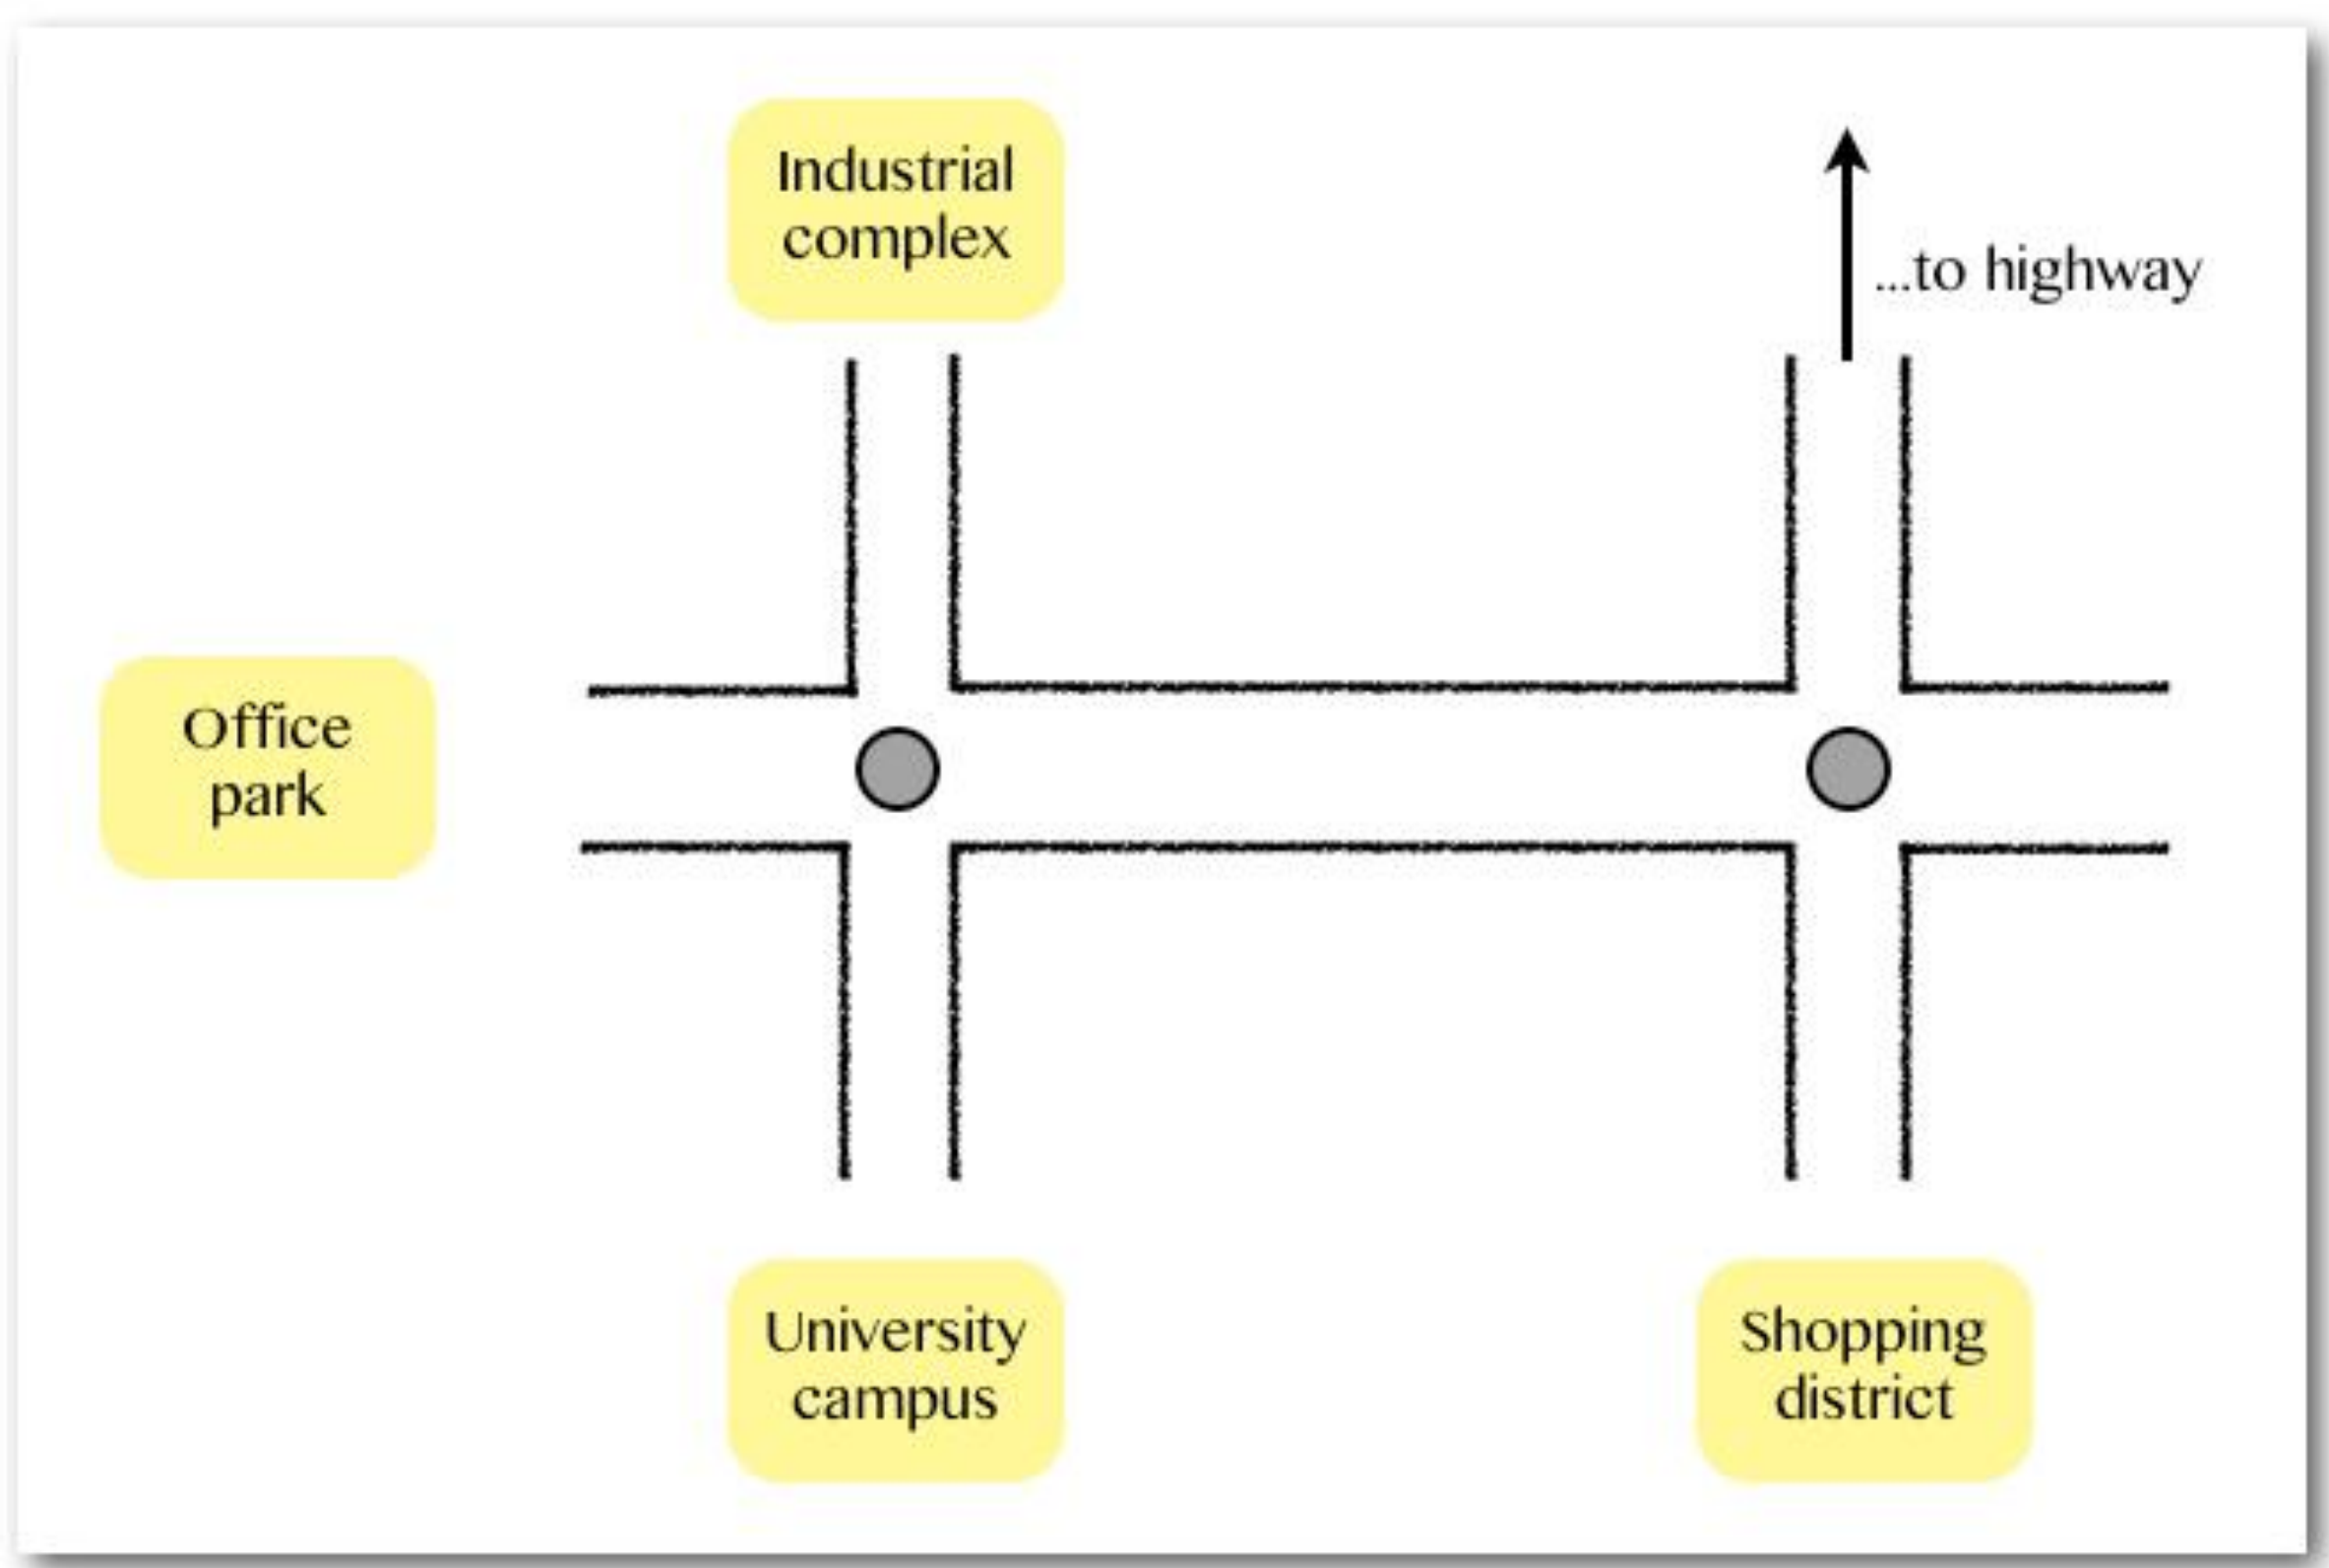 Industrial
complex
...to highway
Office
park
University
campus
Shopping
district